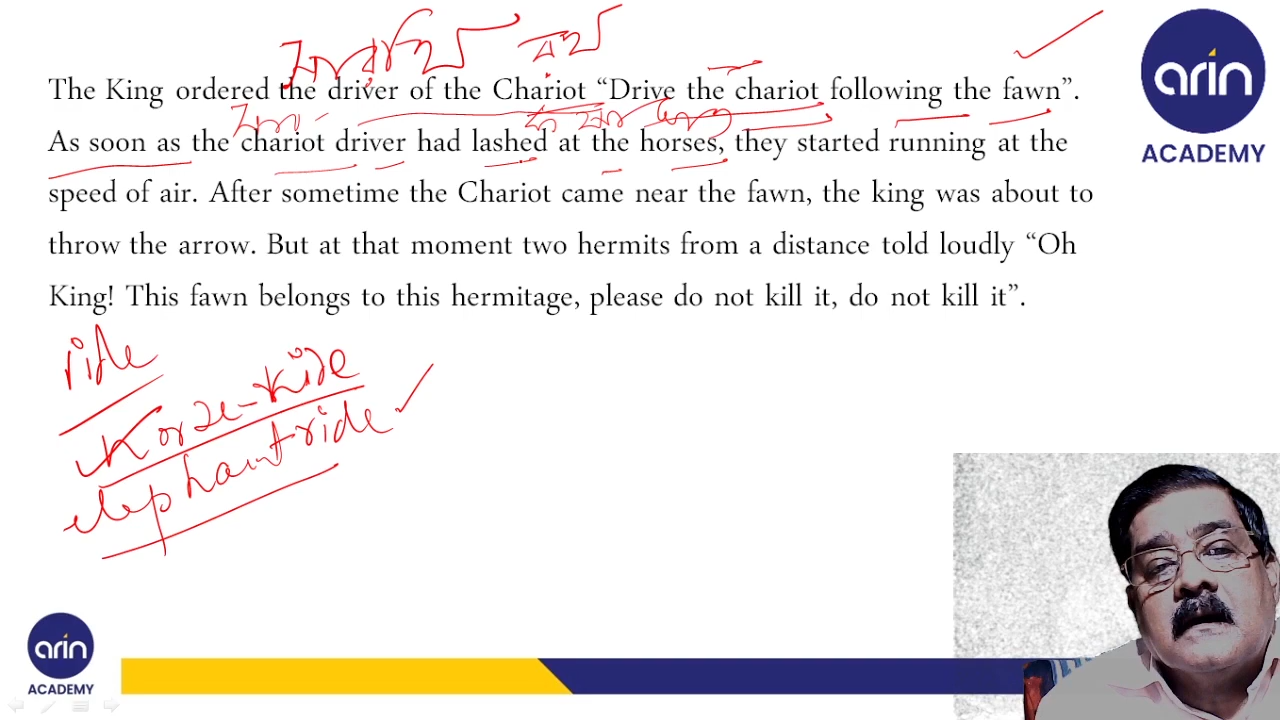 সারথি রথ
The King ordered the driver of the Chariot “Drive the chariot following the fawn”.
As soon as the chariot driver had lashed at the horses, they started running at the
speed of air. After sometime the Chariot came near the fawn, the king was about to
throw the arrow. But at that moment two hermits from a distance told loudly “Oh
King! This fawn belongs to this hermitage, please do not kill it, do not kill it”.
ride
elephant ride
arin
ACADEMY
arin
ACADEMY